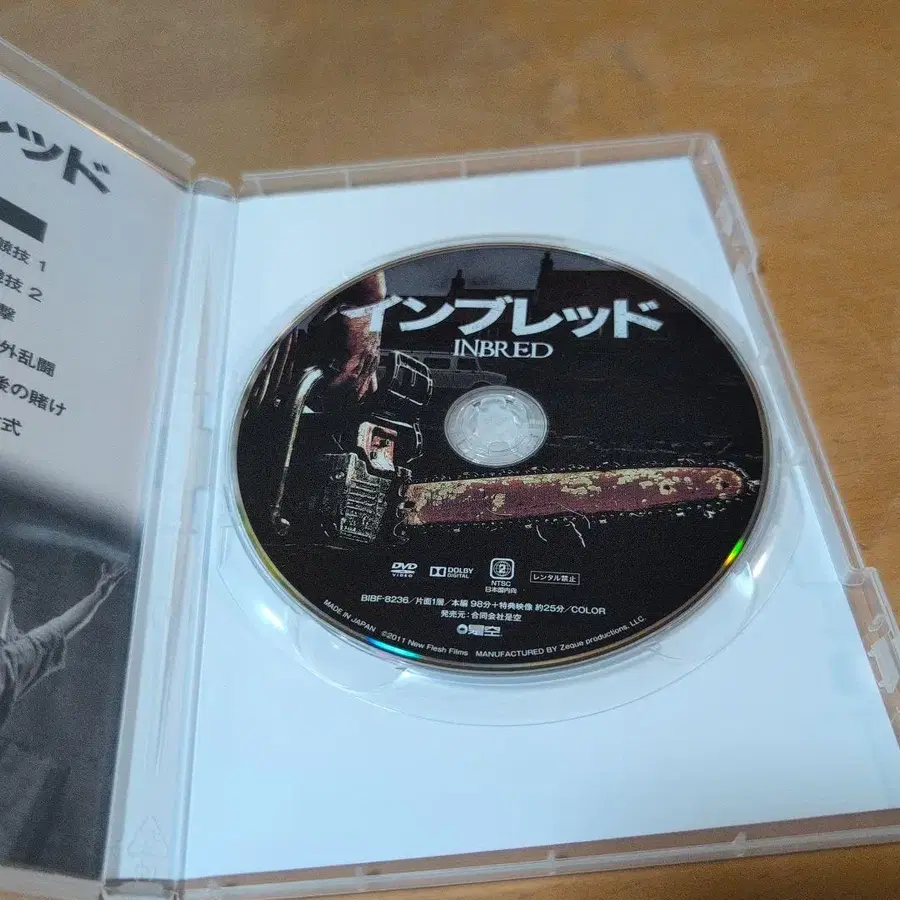 レッド
競技 1
競技 2
撃
外乱闘
後の賭け
式
インブレッド
INBRED
DVD VIDEO
DOLBY DIGITAL
2
NTSC
日本国内向
レンタル禁止
BIBF-8236/片面1層/本編 98分+特典映像 約25分/COLOR
発売元:合同会社是空
是空
MADE IN JAPAN ©2011 New Flesh Films MANUFACTURED BY Zeque productions, LLC.